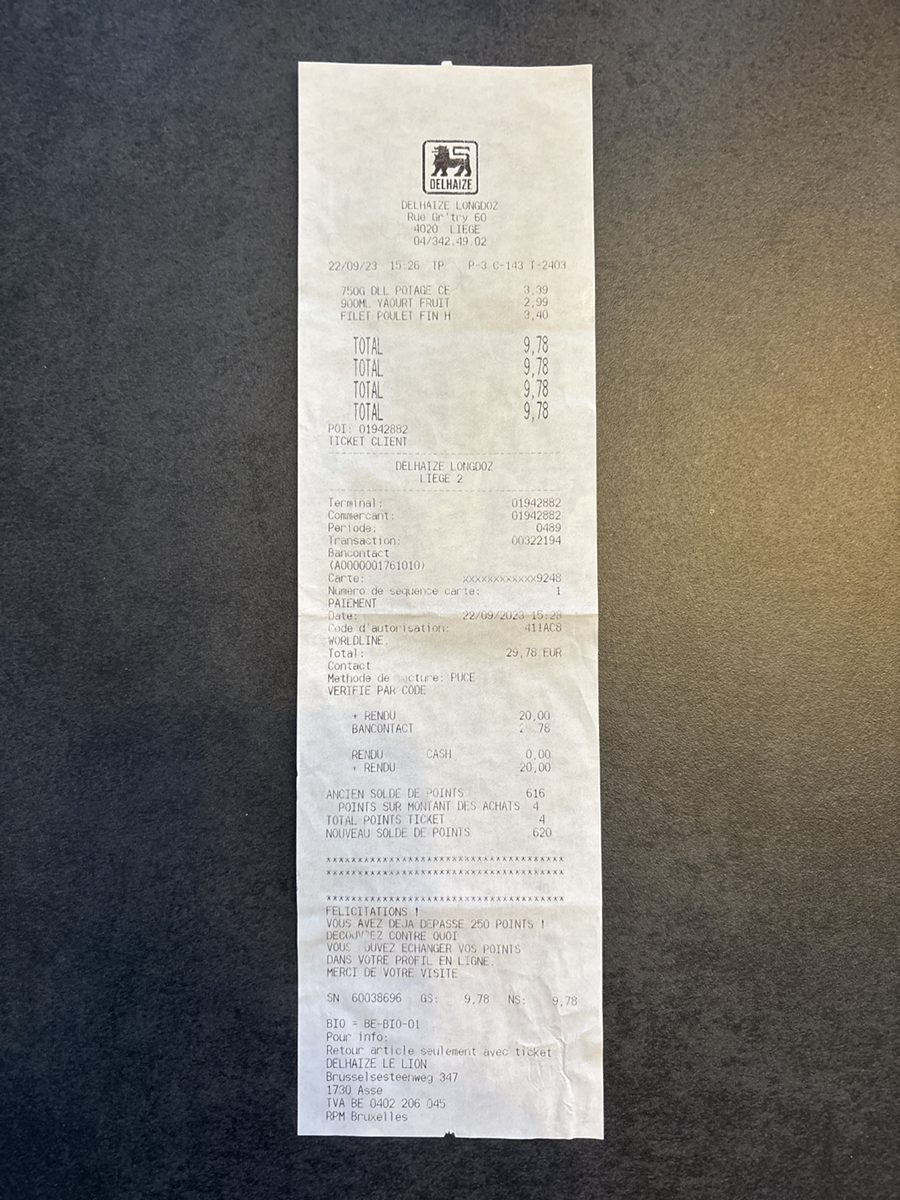 DELHAIZE
DELHAIZE LONGDOZ
Rue Gr'try 60
4020 LIEGE
04/342.49.02
22/09/23 15:26 TP P-3 C-143 T-2403
750G DLL POTAGE CE 3,39
900ML YAOURT FRUIT 2,99
FILET POULET FIN H 3,40
TOTAL 9,78
TOTAL 9,78
TOTAL 9,78
TOTAL 9,78
POI: 01942882
TICKET CLIENT
DELHAIZE LONGDOZ
LIEGE 2
Terminal: 01942882
Commercant: 01942882
Periode: 0489
Transaction: 00322194
Bancontact
(A0000001761010)
Carte: xxxxxxxxxxxx9248
Numero de sequence carte: 1
PAIEMENT
Date: 22/09/2023 15:28
Code d'autorisation: 411AC8
WORLDLINE.
Total: 29,78 EUR
Contact
Methode de PUCE
VERIFIE PAR CODE
+ RENDU 20,00
BANCONTACT
RENDU CASH 0,00
+ RENDU 20,00
ANCIEN SOLDE DE POINTS 616
POINTS SUR MONTANT DES ACHATS 4
TOTAL POINTS TICKET 4
NOUVEAU SOLDE DE POINTS 620
xxxxxxxxxxxxxxxxxxxxxxxxxxxxxxxxxxxxx
xxxxxxxxxxxxxxxxxxxxxxxxxxxxxxxxxxxxx
xxxxxxxxxxxxxxxxxxxxxxxxxxxxxxxxxxxxx
FELICITATIONS !
VOUS AVEZ DEJA DEPASSE 250 POINTS !
CONTRE QUOI
VOUS ECHANGER VOS POINTS
DANS VOTRE PROFIL EN LIGNE.
MERCI DE VOTRE VISITE
SN 60038696 GS: 9,78 NS: 9,78
BIO = BE-BIO-01
Pour info:
Retour article seulement avec ticket
DELHAIZE LE LION
Brusselsesteenweg 347
1730 Asse
TVA BE 0402 206 045
RPM Bruxelles